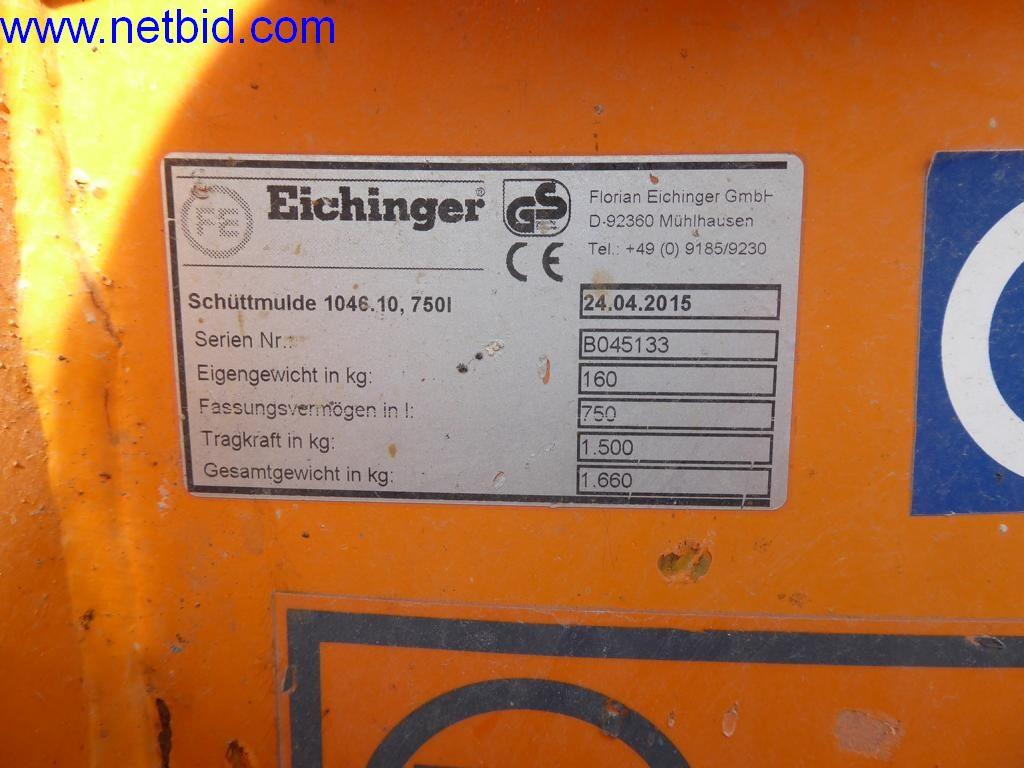 www.netbid.com
FE
Eichinger®
GS
CE
Florian Eichinger GmbH
D-92360 Mühlhausen
Tel.: +49 (0) 9185/9230
Schüttmulde 1046.10, 750l
24.04.2015
Serien Nr.:
B045133
Eigengewicht in kg:
160
Fassungsvermögen in l:
750
Tragkraft in kg:
1.500
Gesamtgewicht in kg:
1.660